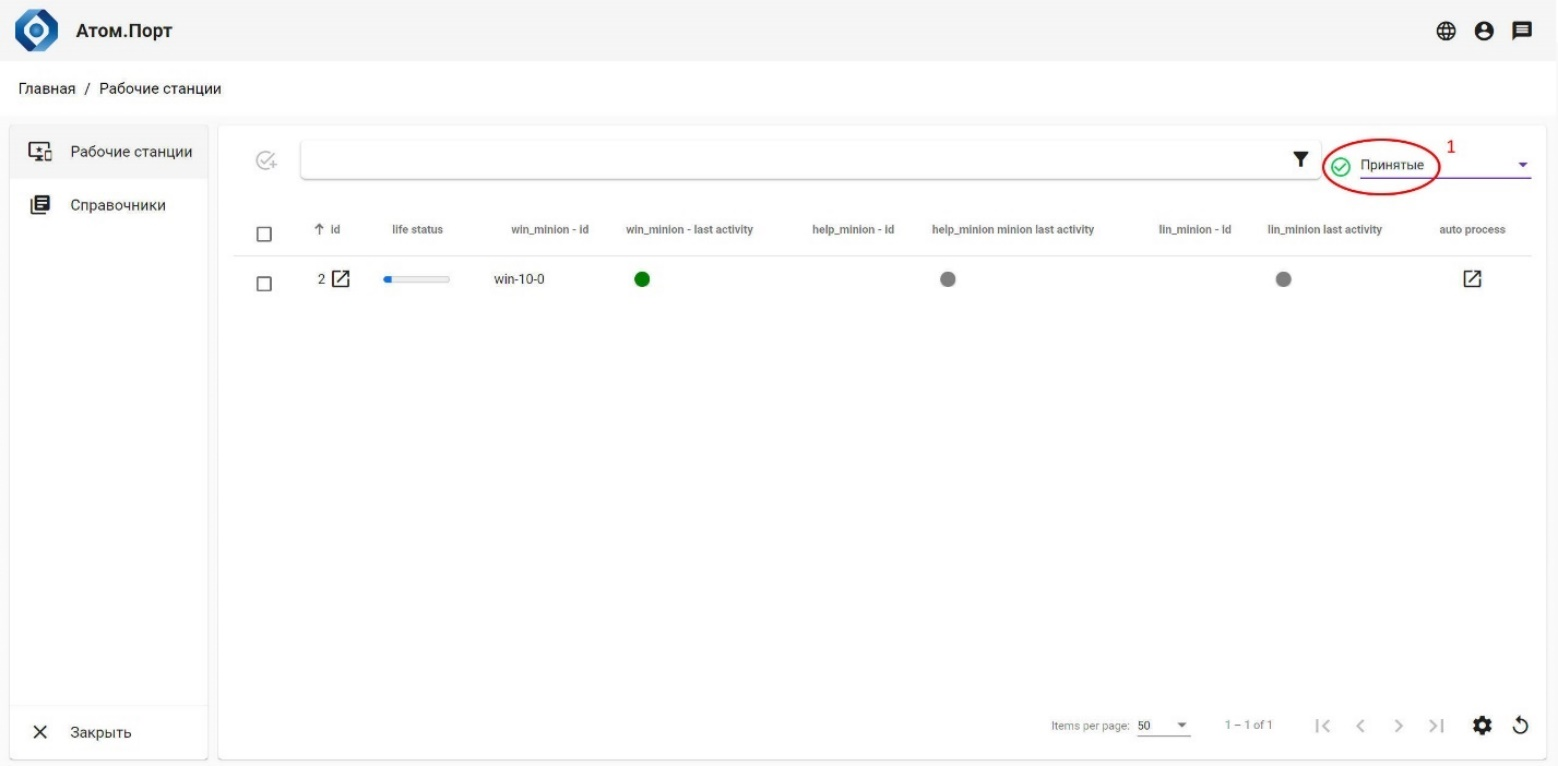 Атом.Порт
Главная / Рабочие станции
Рабочие станции
Справочники
Принятые
1
id life status win_minion - id win_minion - last activity help_minion - id help_minion minion last activity lin_minion - id lin_minion last activity auto process
2 win-10-0
Закрыть
Items per page: 50 1 – 1 of 1